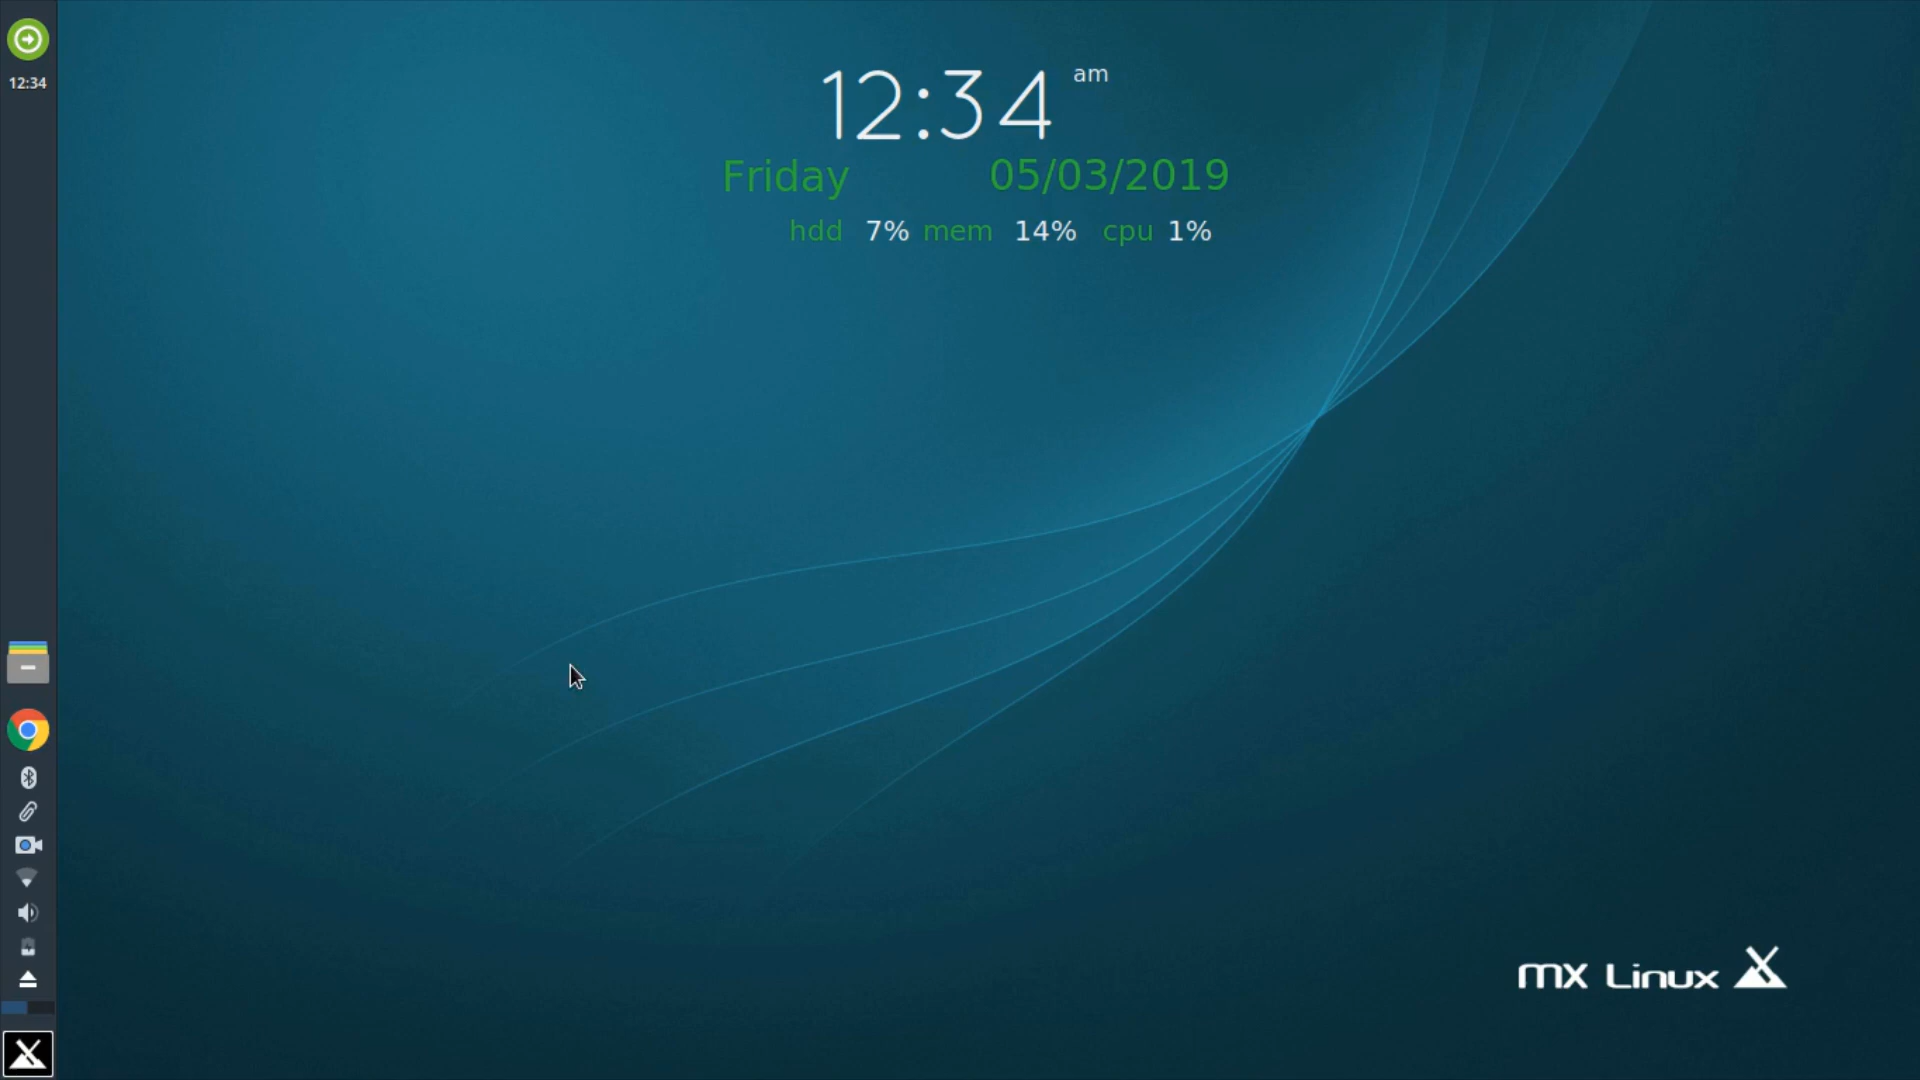 12:34
12:34 am
Friday 05/03/2019
hdd 7% mem 14% cpu 1%
mx Linux